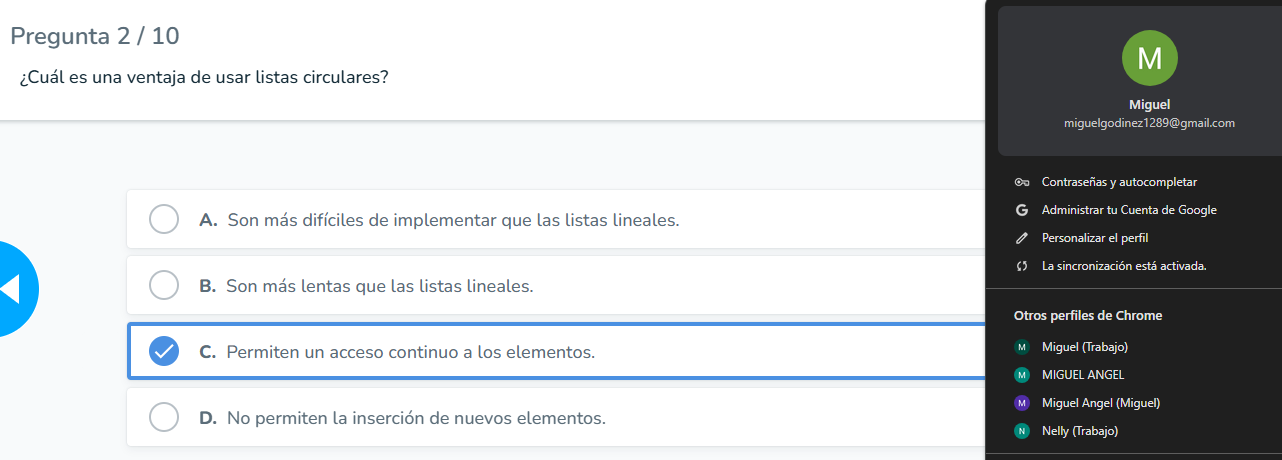 Pregunta 2 / 10
¿Cuál es una ventaja de usar listas circulares?
A. Son más difíciles de implementar que las listas lineales.
B. Son más lentas que las listas lineales.
C. Permiten un acceso continuo a los elementos.
D. No permiten la inserción de nuevos elementos.
M
Miguel
miguelgodinez1289@gmail.com
Contraseñas y autocompletar
G Administrar tu Cuenta de Google
Personalizar el perfil
La sincronización está activada.
Otros perfiles de Chrome
M Miguel (Trabajo)
M MIGUEL ANGEL
M Miguel Angel (Miguel)
N Nelly (Trabajo)